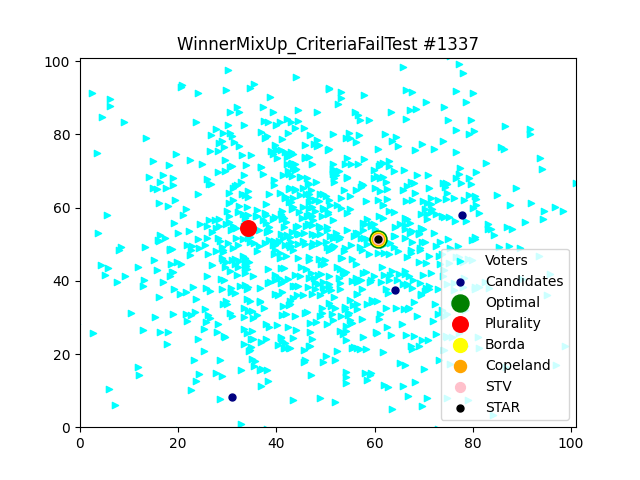 WinnerMixUp_CriteriaFailTest #1337
100
80
60
40
20
0
0 20 40 60 80 100
Voters
Candidates
Optimal
Plurality
Borda
Copeland
STV
STAR